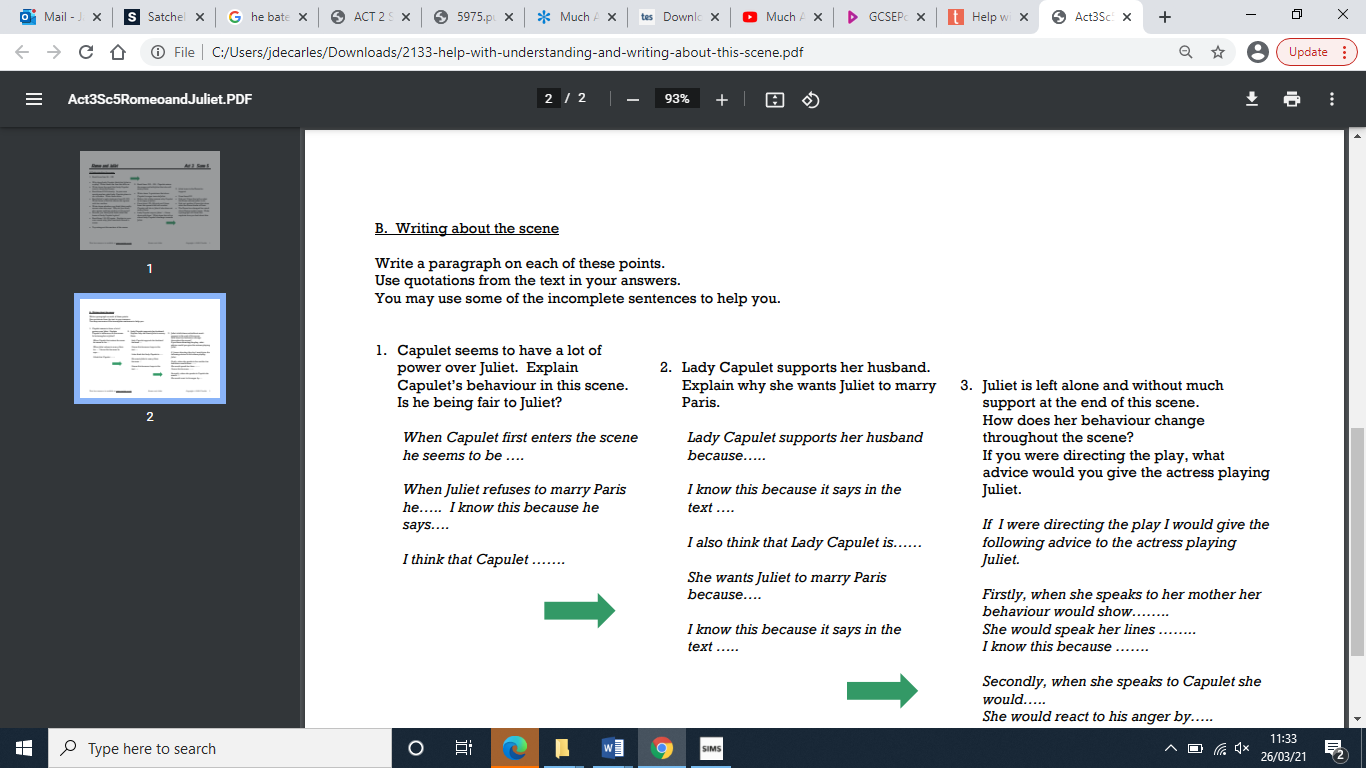 Mail - J
Satchel
he bate
ACT 2 S
5975.pu
Much A
Downlo
Much A
GCSEPo
Help wi
Act3Sc5
File
C:/Users/jdecarles/Downloads/2133-help-with-understanding-and-writing-about-this-scene.pdf
Update
Act3Sc5RomeoandJuliet.PDF
2 / 2
93%
1
2
B. Writing about the scene
Write a paragraph on each of these points.
Use quotations from the text in your answers.
You may use some of the incomplete sentences to help you.
1. Capulet seems to have a lot of
power over Juliet. Explain
Capulet's behaviour in this scene.
Is he being fair to Juliet?
When Capulet first enters the scene
he seems to be ….
When Juliet refuses to marry Paris
he….. I know this because he
says….
I think that Capulet …….
2. Lady Capulet supports her husband.
Explain why she wants Juliet to marry
Paris.
Lady Capulet supports her husband
because…..
I know this because it says in the
text ….
I also think that Lady Capulet is……
She wants Juliet to marry Paris
because….
I know this because it says in the
text …..
3. Juliet is left alone and without much
support at the end of this scene.
How does her behaviour change
throughout the scene?
If you were directing the play, what
advice would you give the actress playing
Juliet.
If I were directing the play I would give the
following advice to the actress playing
Juliet.
Firstly, when she speaks to her mother her
behaviour would show……..
She would speak her lines ……..
I know this because …….
Secondly, when she speaks to Capulet she
would…..
She would react to his anger by…..
Type here to search
SIMS
11:33
26/03/21
2